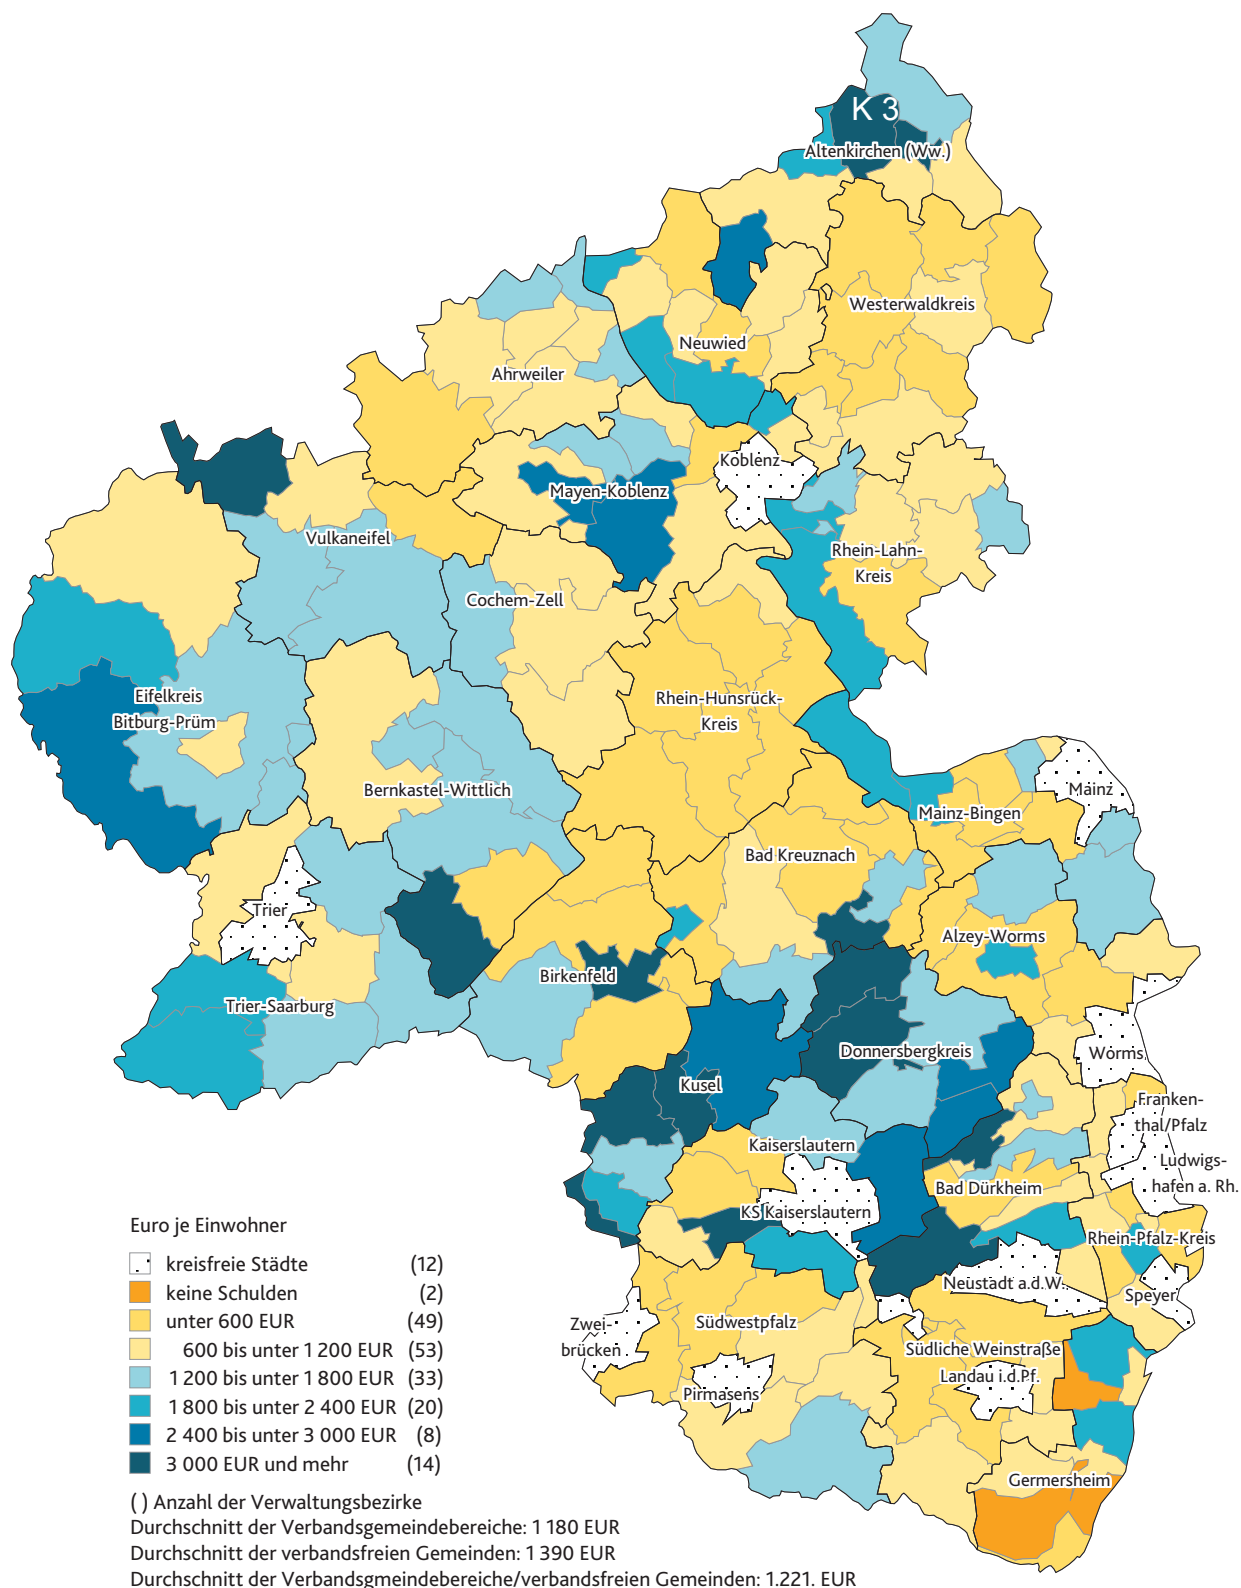 K 3
Altenkirchen (Ww.)
Westerwaldkreis
Neuwied
Ahrweiler
Koblenz
Mayen-Koblenz
Vulkaneifel
Rhein-Lahn-
Kreis
Cochem-Zell
Eifelkreis
Bitburg-Prüm
Rhein-Hunsrück-
Kreis
Bernkastel-Wittlich
Mainz
Mainz-Bingen
Bad Kreuznach
Trier
Alzey-Worms
Birkenfeld
Trier-Saarburg
Donnersbergkreis
Worms
Kusel
Franken-
thal/Pfalz
Kaiserslautern
Ludwigs-
hafen a. Rh.
Bad Dürkheim
KS Kaiserslautern
Rhein-Pfalz-Kreis
Neustadt a.d.W.
Speyer
Zwei-
brücken
Südwestpfalz
Südliche Weinstraße
Landau i.d.Pf.
Pirmasens
Germersheim
Euro je Einwohner
kreisfreie Städte (12)
keine Schulden (2)
unter 600 EUR (49)
600 bis unter 1 200 EUR (53)
1 200 bis unter 1 800 EUR (33)
1 800 bis unter 2 400 EUR (20)
2 400 bis unter 3 000 EUR (8)
3 000 EUR und mehr (14)
( ) Anzahl der Verwaltungsbezirke
Durchschnitt der Verbandsgemeindebereiche: 1 180 EUR
Durchschnitt der verbandsfreien Gemeinden: 1 390 EUR
Durchschnitt der Verbandsgmeindebereiche/verbandsfreien Gemeinden: 1.221. EUR